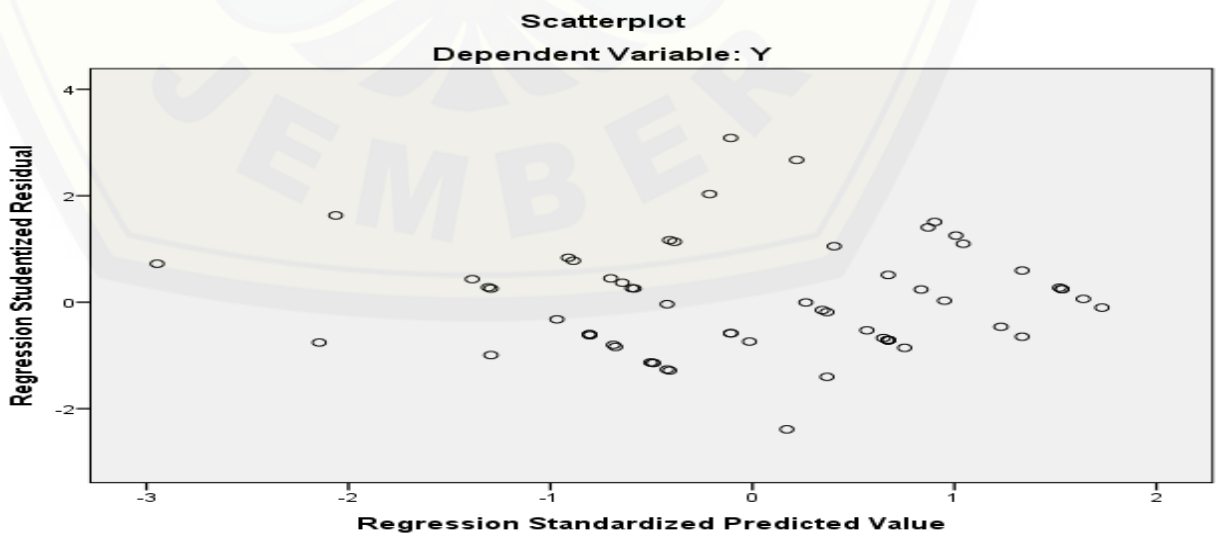 Scatterplot
Dependent Variable: Y
JEMBER
Regression Studentized Residual
4
2
0
-2
-3 -2 -1 0 1 2
Regression Standardized Predicted Value